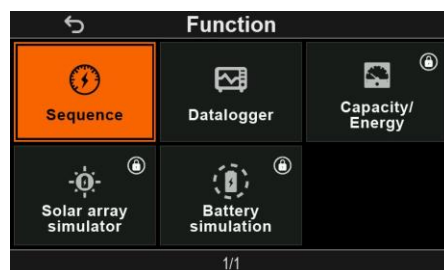 Function
Sequence
Datalogger
Capacity/
Energy
Solar array
simulator
Battery
simulation
1/1